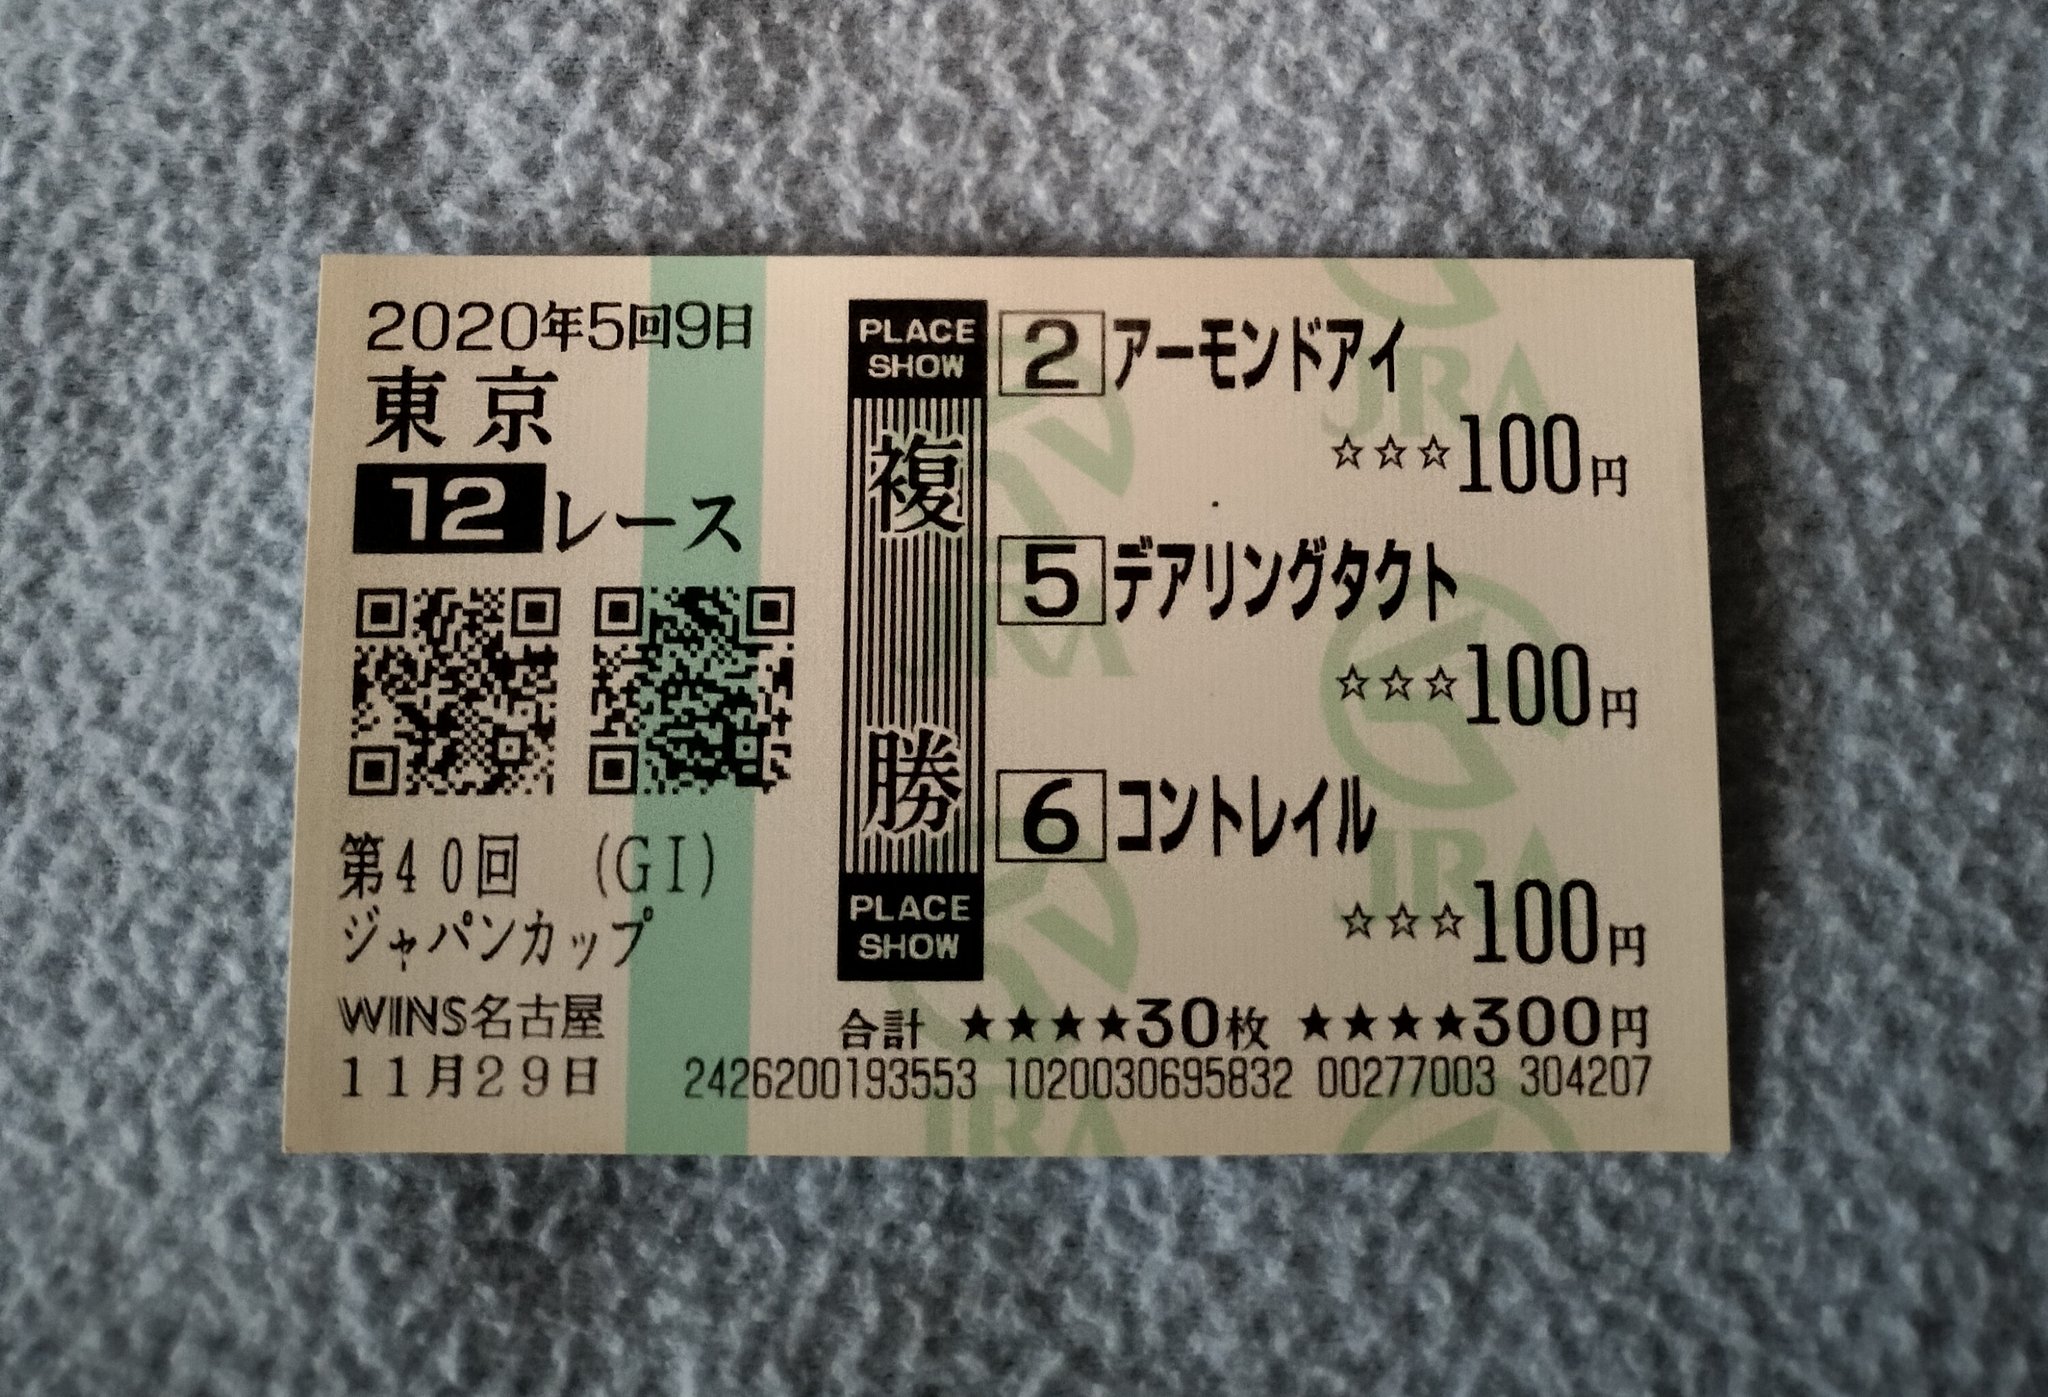 2020年5回9日
東京
12レース
第40回 (GI)
ジャパンカップ
WINS名古屋
11月29日
PLACE
SHOW
複勝
PLACE
SHOW
2 アーモンドアイ
☆☆☆100円
5 デアリングタクト
☆☆☆100円
6 コントレイル
☆☆☆100円
合計 ★★★★30枚 ★★★★300円
2426200193553 1020030695832 00277003 304207
JRA
JRA
JRA
JRA